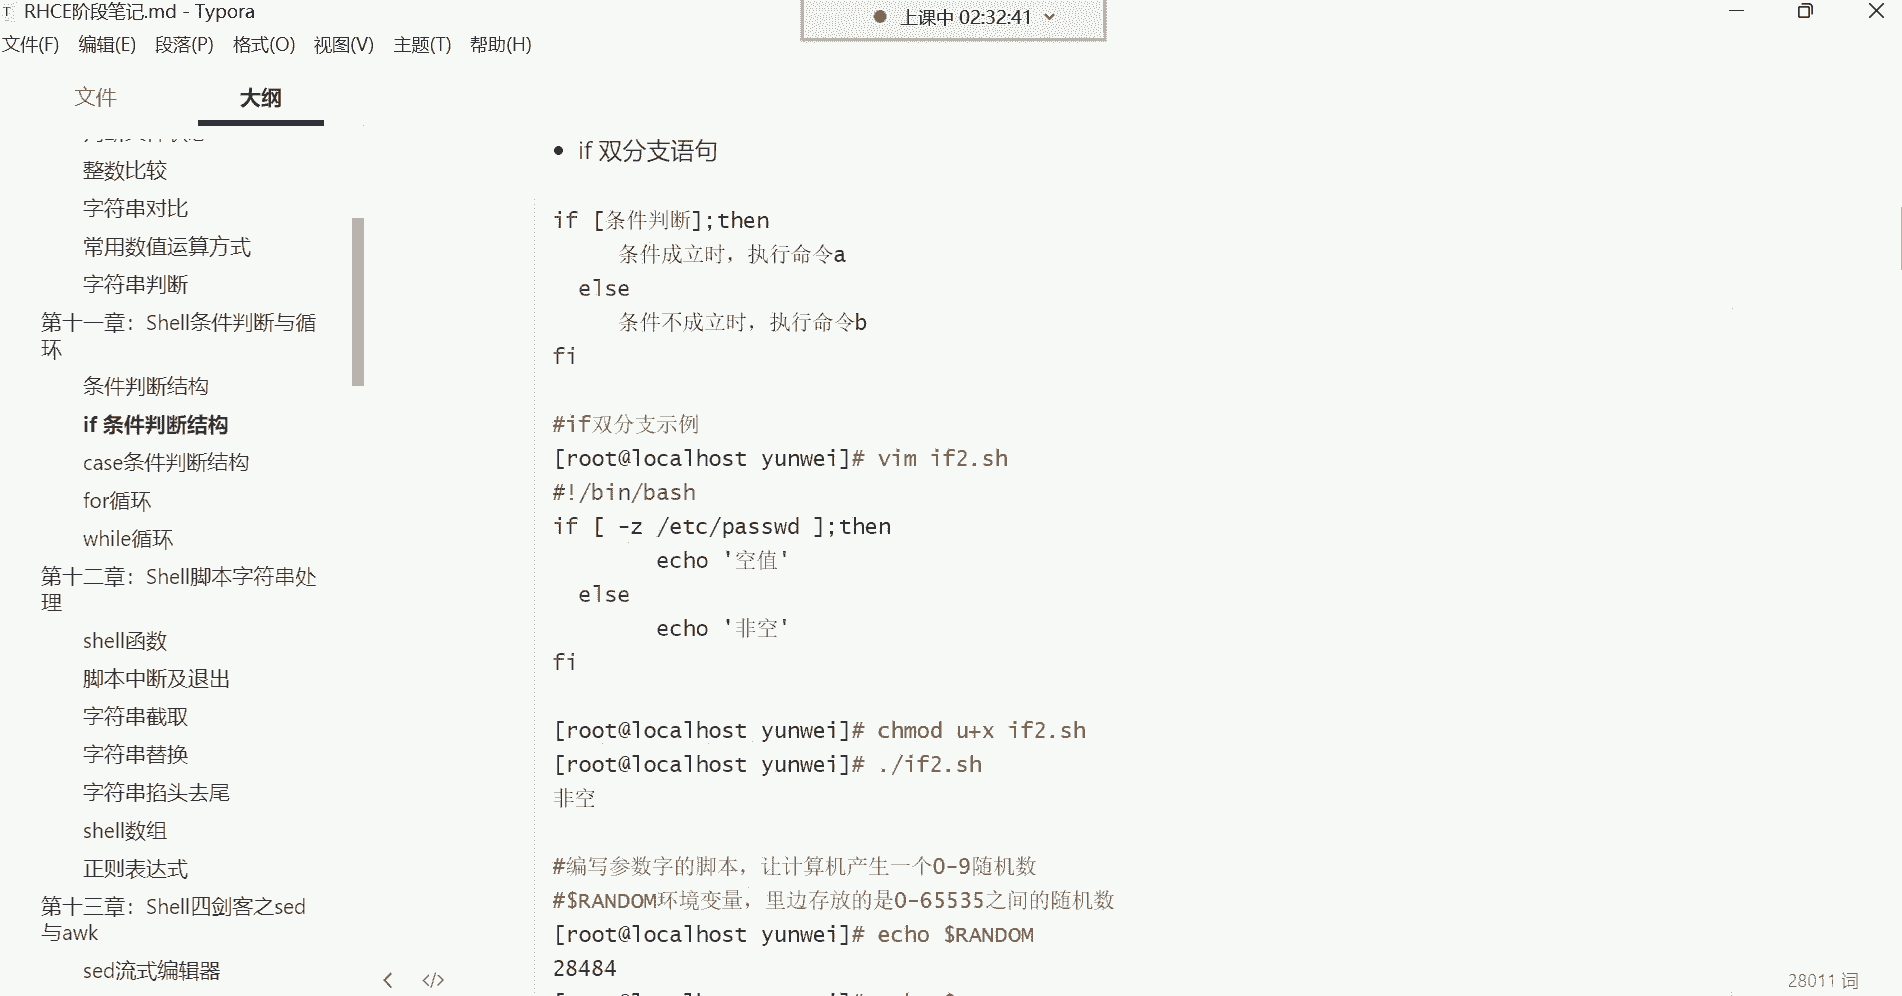 RHCE阶段笔记.md - Typora
上课中 02:32:41
文件(F) 编辑(E) 段落(P) 格式(O) 视图(V) 主题(T) 帮助(H)
文件 大纲
整数比较
字符串对比
常用数值运算方式
字符串判断
第十一章：Shell条件判断与循
环
条件判断结构
if 条件判断结构
case条件判断结构
for循环
while循环
第十二章：Shell脚本字符串处
理
shell函数
脚本中断及退出
字符串截取
字符串替换
字符串掐头去尾
shell数组
正则表达式
第十三章：Shell四剑客之sed
与awk
sed流式编辑器
• if 双分支语句
if [条件判断];then
条件成立时，执行命令a
else
条件不成立时，执行命令b
fi
#if双分支示例
[root@localhost yunwei]# vim if2.sh
#!/bin/bash
if [ -z /etc/passwd ];then
echo '空值'
else
echo '非空'
fi
[root@localhost yunwei]# chmod u+x if2.sh
[root@localhost yunwei]# ./if2.sh
非空
#编写参数字的脚本，让计算机产生一个0-9随机数
#$RANDOM环境变量，里边存放的是0-65535之间的随机数
[root@localhost yunwei]# echo $RANDOM
28484
28011 词